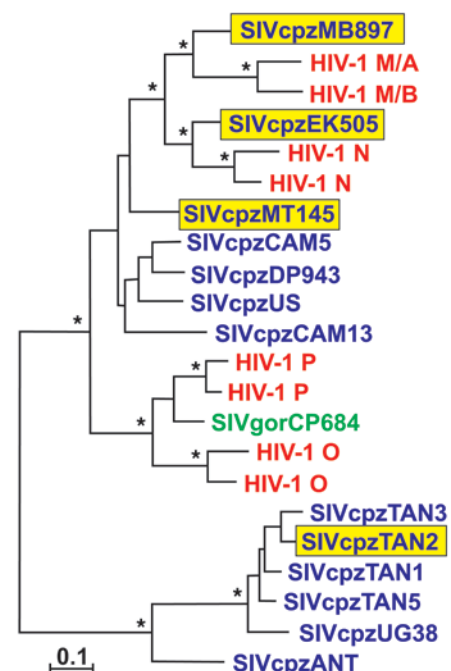 SIVcpzMB897
*
* HIV-1 M/A
*
HIV-1 M/B
SIVcpzEK505
*
* HIV-1 N
HIV-1 N
SIVcpzMT145
SIVcpzCAM5
SIVcpzDP943
SIVcpzUS
*
SIVcpzCAM13
* HIV-1 P
HIV-1 P
*
SIVgorCP684
* HIV-1 O
HIV-1 O
SIVcpzTAN3
SIVcpzTAN2
SIVcpzTAN1
*
SIVcpzTAN5
*
SIVcpzUG38
0.1
SIVcpzANT